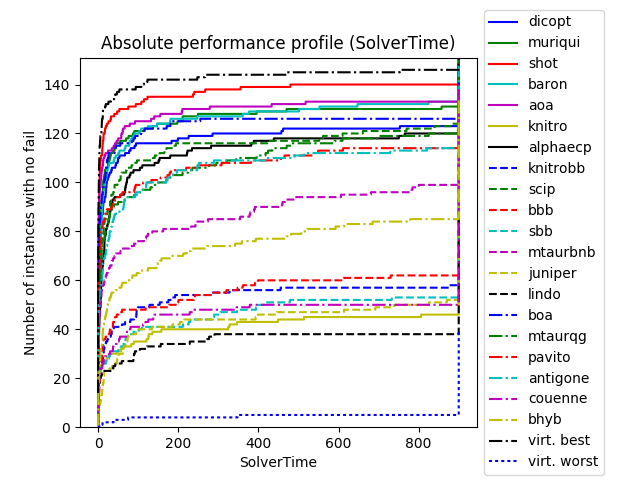 Absolute performance profile (SolverTime)
Number of instances with no fail
140
120
100
80
60
40
20
0
0 200 400 600 800
SolverTime
dicopt
muriqui
shot
baron
aoa
knitro
alphaecp
knitrobb
scip
bbb
sbb
mtaurbnb
juniper
lindo
boa
mtaurqg
pavito
antigone
couenne
bhyb
virt. best
virt. worst